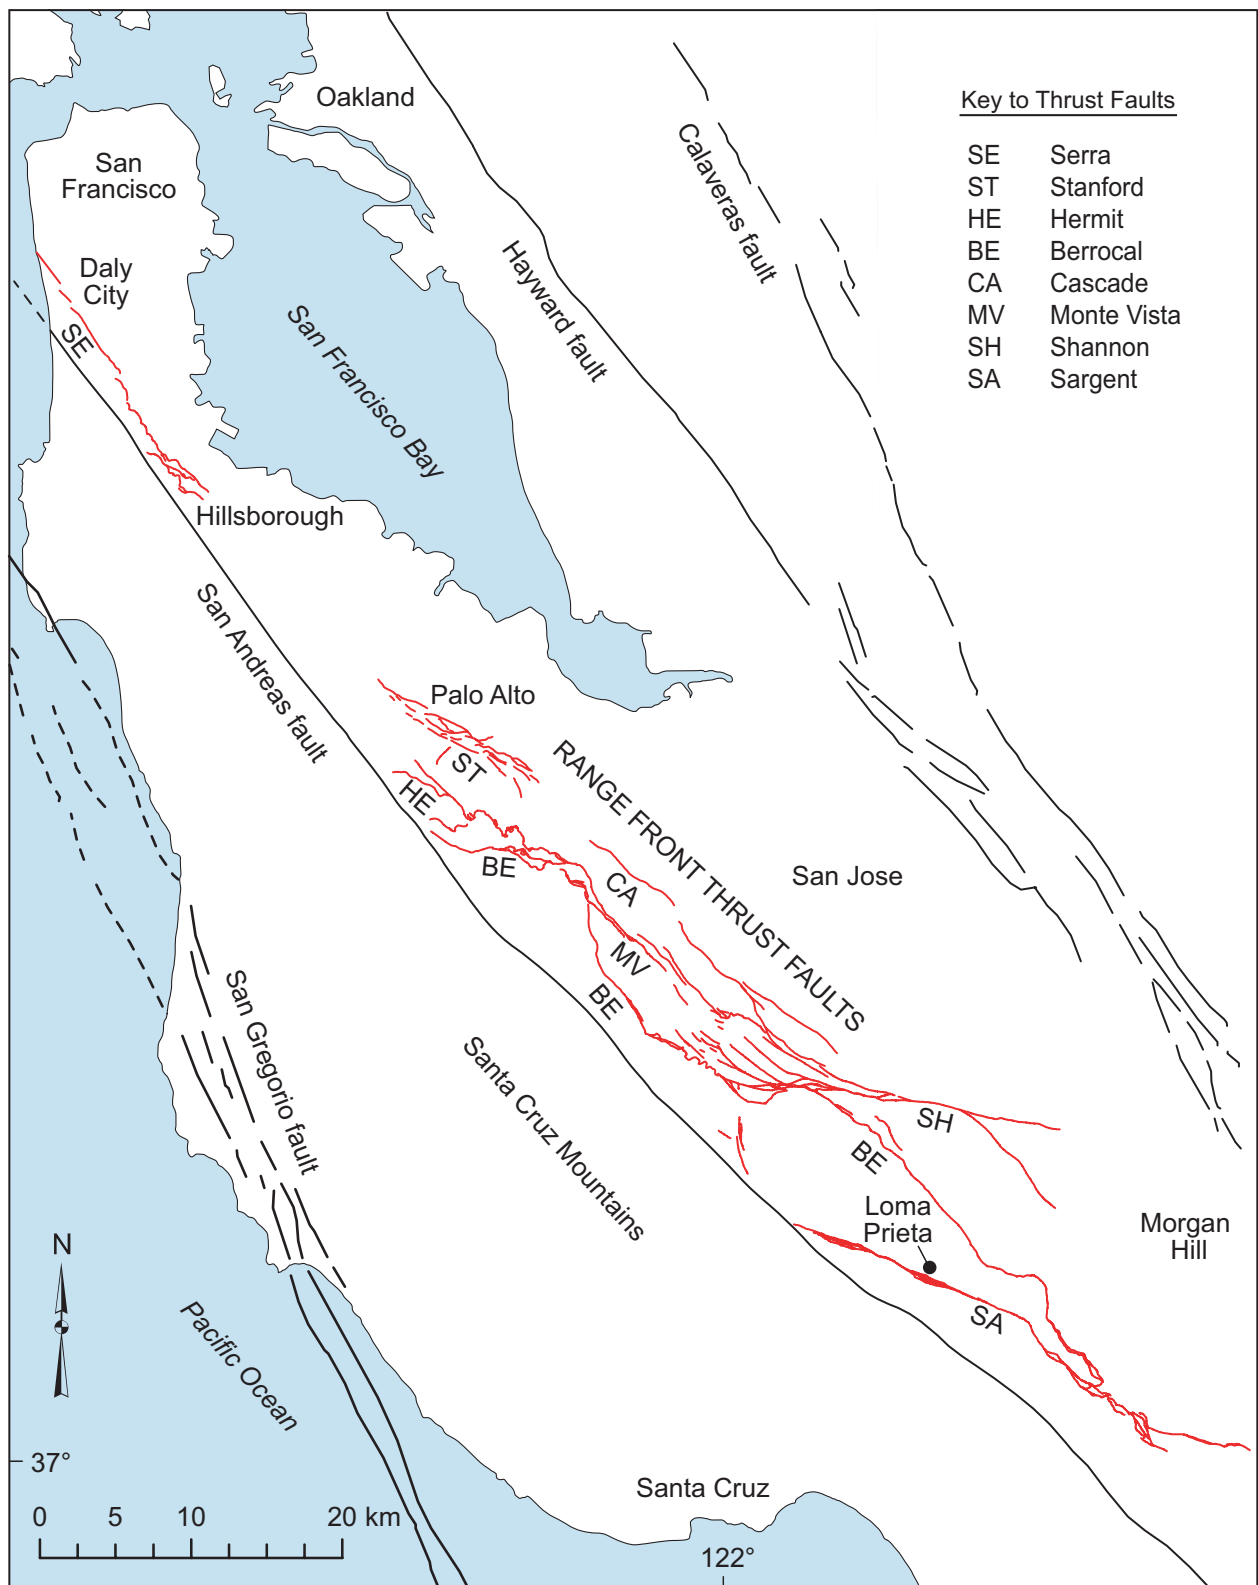 Oakland
Key to Thrust Faults
San
Francisco
SE Serra
ST Stanford
HE Hermit
BE Berrocal
CA Cascade
MV Monte Vista
SH Shannon
SA Sargent
Calaveras fault
Hayward fault
Daly
City
SE
San Francisco Bay
Hillsborough
San Andreas fault
Palo Alto
ST
HE
BE
CA
RANGE FRONT THRUST FAULTS
San Jose
MV
BE
San Gregorio fault
Santa Cruz Mountains
SH
BE
Loma
Prieta
Morgan
Hill
N
SA
Pacific Ocean
37°
Santa Cruz
0 5 10 20 km
122°